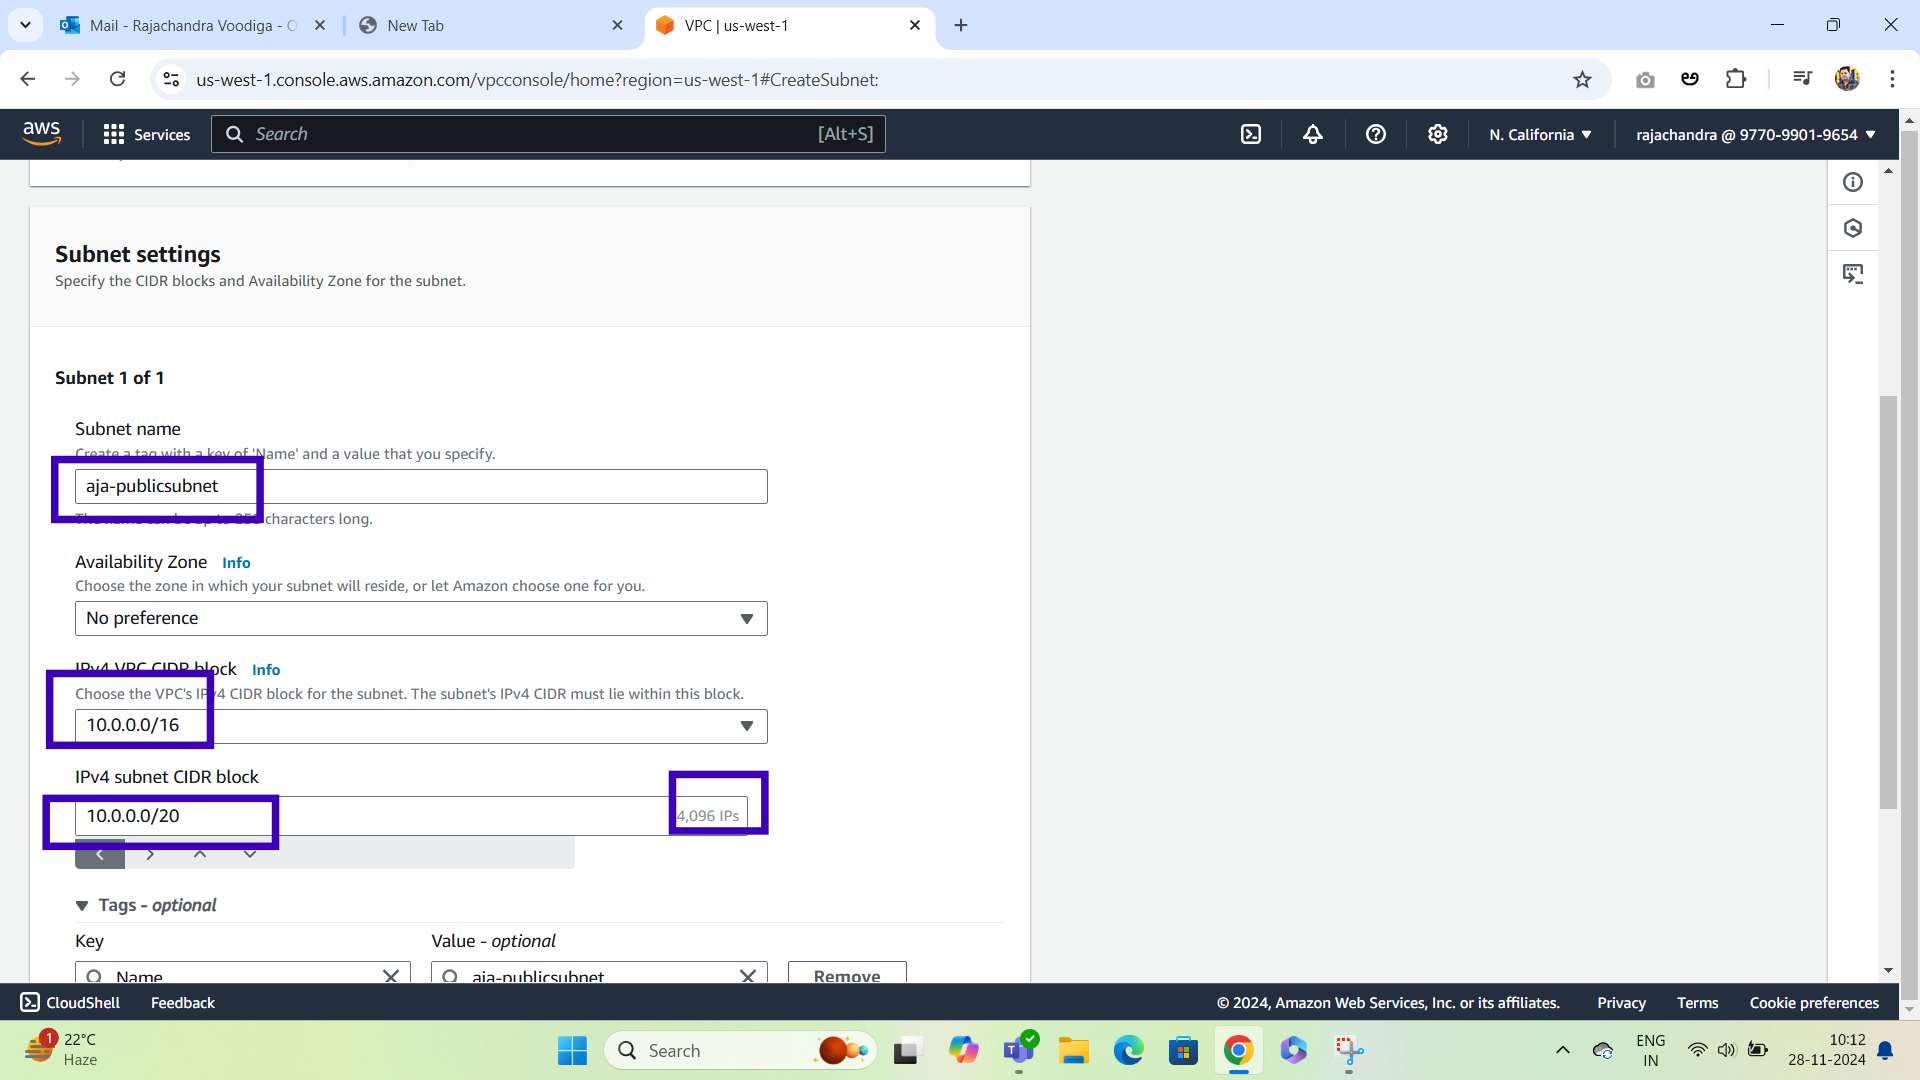 Mail - Rajachandra Voodiga - O
New Tab
VPC | us-west-1
us-west-1.console.aws.amazon.com/vpcconsole/home?region=us-west-1#CreateSubnet:
aws
Services
Search
[Alt+S]
N. California
rajachandra @ 9770-9901-9654
Subnet settings
Specify the CIDR blocks and Availability Zone for the subnet.
Subnet 1 of 1
Subnet name
Create a tag with a key of 'Name' and a value that you specify.
aja-publicsubnet
The name can be up to 256 characters long.
Availability Zone Info
Choose the zone in which your subnet will reside, or let Amazon choose one for you.
No preference
IPv4 VPC CIDR block Info
Choose the VPC's IPv4 CIDR block for the subnet. The subnet's IPv4 CIDR must lie within this block.
10.0.0.0/16
IPv4 subnet CIDR block
10.0.0.0/20
4,096 IPs
Tags - optional
Key
Value - optional
Name
aja-publicsubnet
Remove
CloudShell
Feedback
© 2024, Amazon Web Services, Inc. or its affiliates.
Privacy
Terms
Cookie preferences
1
22°C
Haze
Search
ENG
IN
10:12
28-11-2024